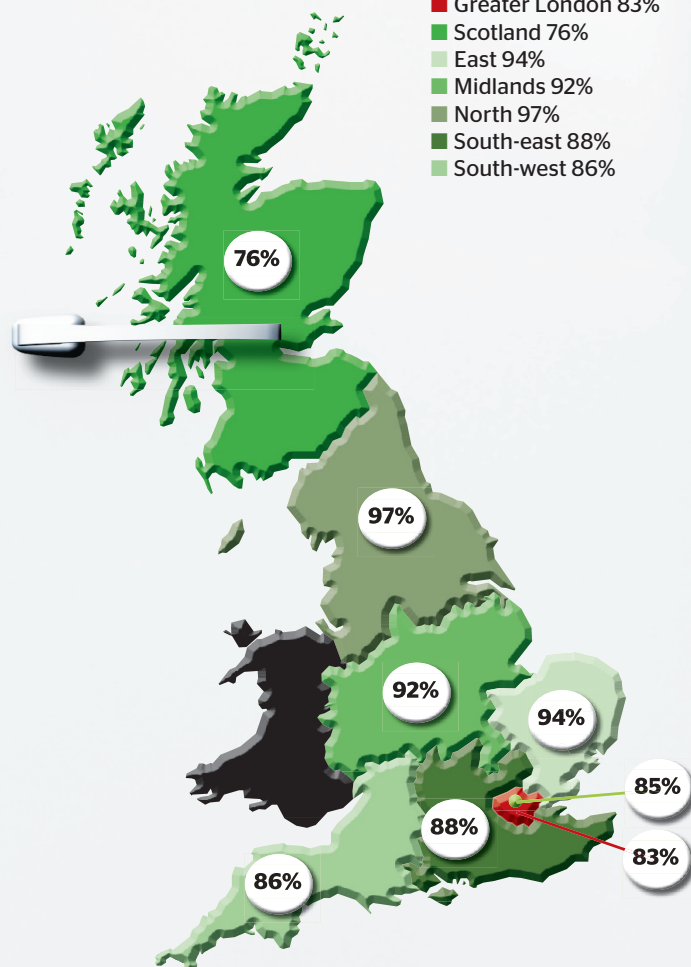 Greater London 83%
Scotland 76%
East 94%
Midlands 92%
North 97%
South-east 88%
South-west 86%
76%
97%
92%
94%
85%
88%
83%
86%